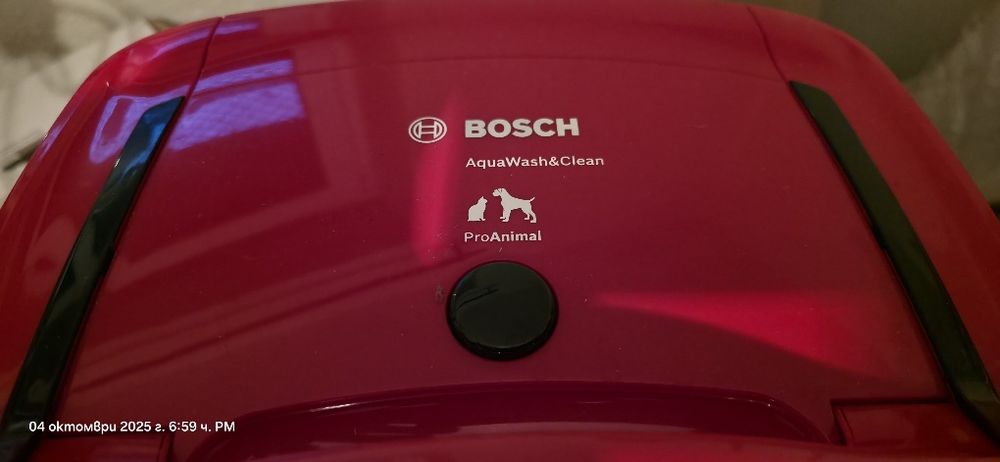 BOSCH
AquaWash&Clean
ProAnimal
04 октомври 2025 г. 6:59 ч. PM